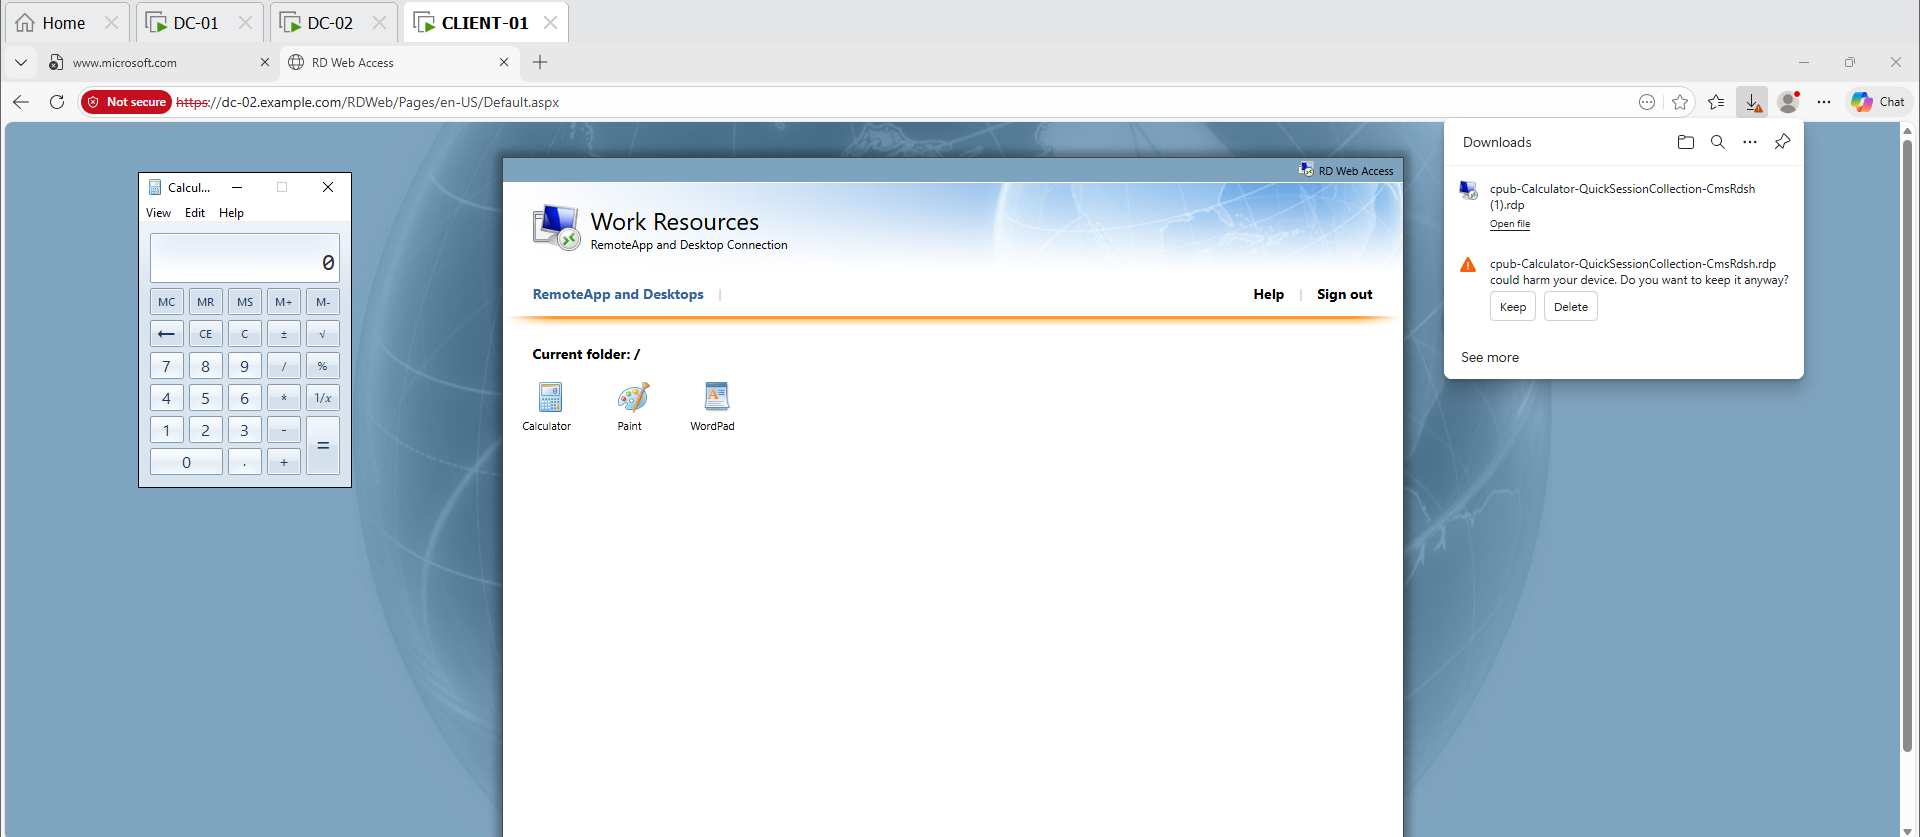 Home
DC-01
DC-02
CLIENT-01
www.microsoft.com
RD Web Access
Not secure
https://dc-02.example.com/RDWeb/Pages/en-US/Default.aspx
Chat
Downloads
cpub-Calculator-QuickSessionCollection-CmsRdsh
(1).rdp
Open file
cpub-Calculator-QuickSessionCollection-CmsRdsh.rdp
could harm your device. Do you want to keep it anyway?
Keep Delete
See more
Calcul...
View Edit Help
0
MC MR MS M+ M-
← CE C ± √
7 8 9 / %
4 5 6 * 1/x
1 2 3 - =
0 . +
RD Web Access
Work Resources
RemoteApp and Desktop Connection
RemoteApp and Desktops |
Help | Sign out
Current folder: /
Calculator Paint WordPad